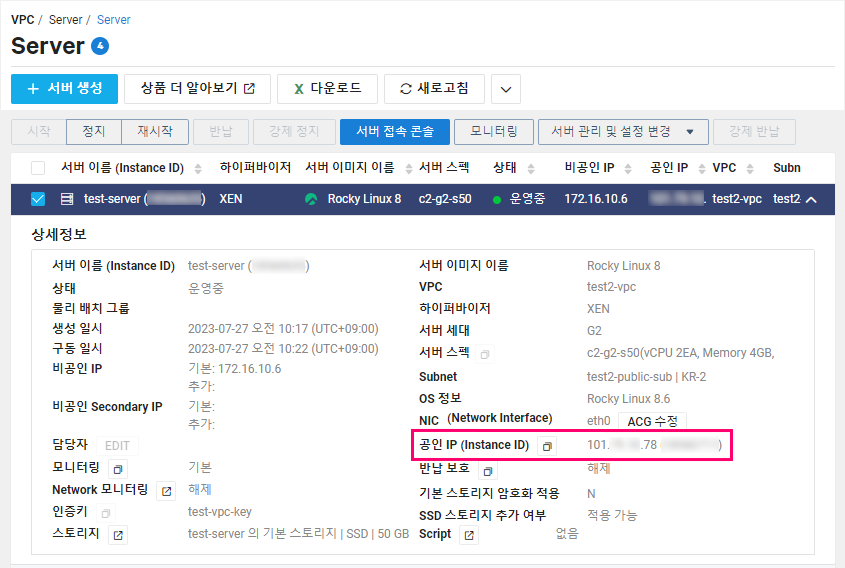 VPC / Server / Server
Server 4
+ 서버 생성 상품 더 알아보기 X 다운로드 새로고침
시작 정지 재시작 반납 강제 정지 서버 접속 콘솔 모니터링 서버 관리 및 설정 변경 강제 반납
서버 이름 (Instance ID) 하이퍼바이저 서버 이미지 이름 서버 스펙 상태 비공인 IP 공인 IP VPC Subn
test-server ( ) XEN Rocky Linux 8 c2-g2-s50 운영중 172.16.10.6 . test2-vpc test2
상세정보
서버 이름 (Instance ID) test-server ( ) 서버 이미지 이름 Rocky Linux 8
상태 운영중 VPC test2-vpc
물리 배치 그룹 하이퍼바이저 XEN
생성 일시 2023-07-27 오전 10:17 (UTC+09:00) 서버 세대 G2
구동 일시 2023-07-27 오전 10:22 (UTC+09:00) 서버 스펙 c2-g2-s50(vCPU 2EA, Memory 4GB,
비공인 IP 기본: 172.16.10.6
추가: Subnet test2-public-sub | KR-2
비공인 Secondary IP 기본: OS 정보 Rocky Linux 8.6
추가: NIC (Network Interface) eth0 ACG 수정
담당자 EDIT 공인 IP (Instance ID) 101. .78 ( )
모니터링 기본 반납 보호 해제
Network 모니터링 해제 기본 스토리지 암호화 적용 N
인증키 test-vpc-key SSD 스토리지 추가 여부 적용 가능
스토리지 test-server 의 기본 스토리지 | SSD | 50 GB Script 없음